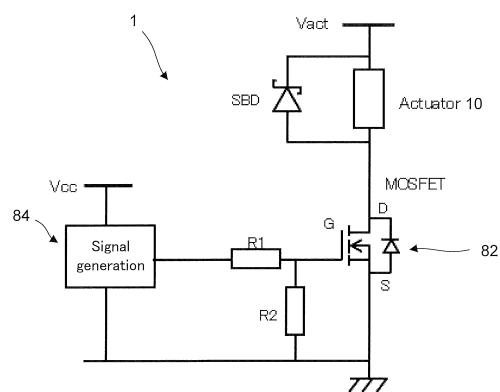 Vact
1
SBD
Actuator 10
MOSFET
Vcc
D
G
84
Signal
generation
R1
82
S
R2